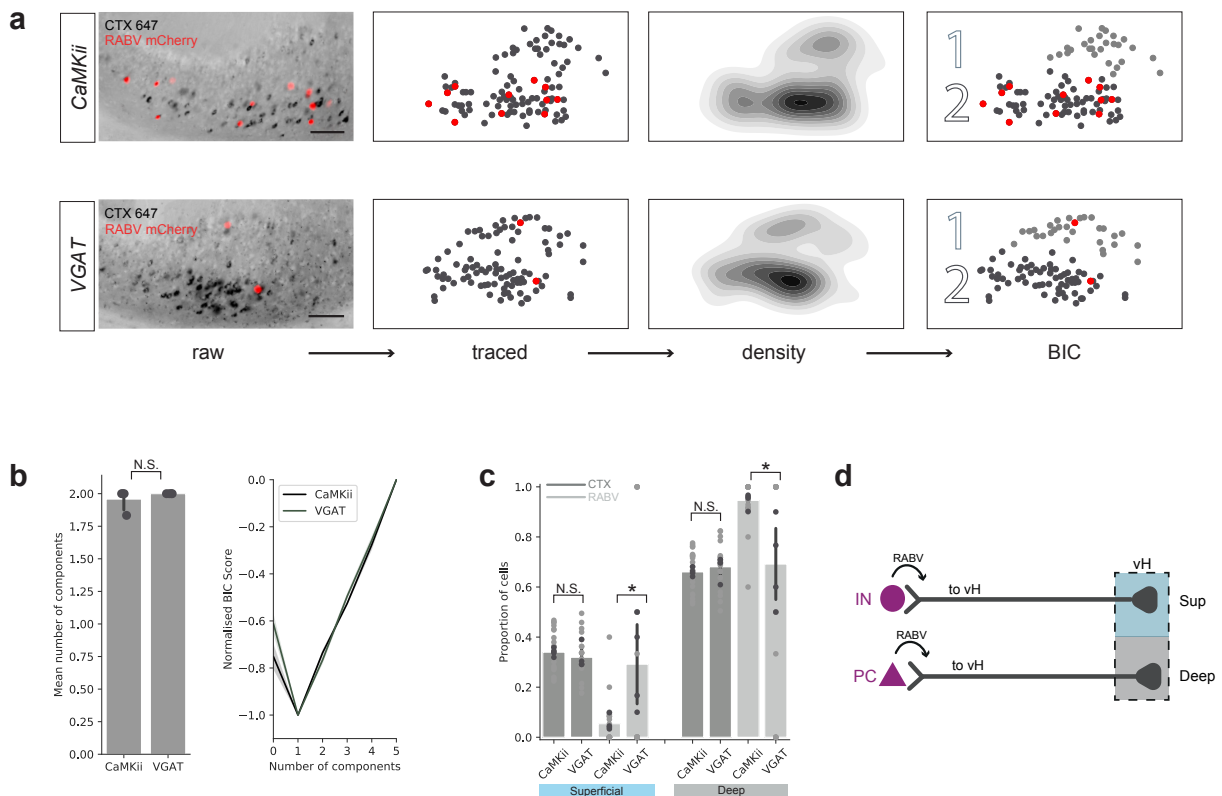 a
CaMKii
CTX 647
RABV mCherry
1
2
VGAT
CTX 647
RABV mCherry
1
2
raw
traced
density
BIC
b
N.S.
Mean number of components
2.00
1.75
1.50
1.25
1.00
0.75
0.50
0.25
0.00
CaMKii
VGAT
Normalised BIC Score
0.0
−0.2
−0.4
−0.6
−0.8
−1.0
CaMKii
VGAT
0 1 2 3 4 5
Number of components
c
CTX
RABV
Proportion of cells
1.0
0.8
0.6
0.4
0.2
0.0
N.S.
*
N.S.
*
CaMKii
VGAT
CaMKii
VGAT
CaMKii
VGAT
CaMKii
VGAT
Superficial
Deep
d
vH
RABV
IN
to vH
Sup
RABV
PC
to vH
Deep